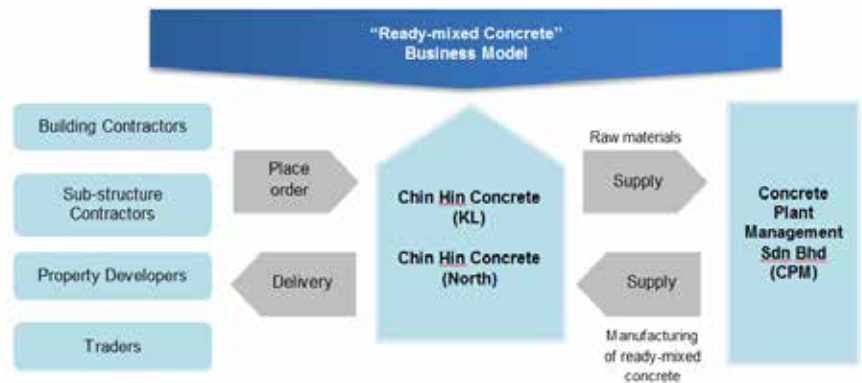 “Ready-mixed Concrete”
Business Model
Building Contractors
Sub-structure
Contractors
Property Developers
Traders
Place
order
Delivery
Chin Hin Concrete
(KL)
Chin Hin Concrete
(North)
Raw materials
Supply
Supply
Manufacturing
of ready-mixed
concrete
Concrete
Plant
Management
Sdn Bhd
(CPM)